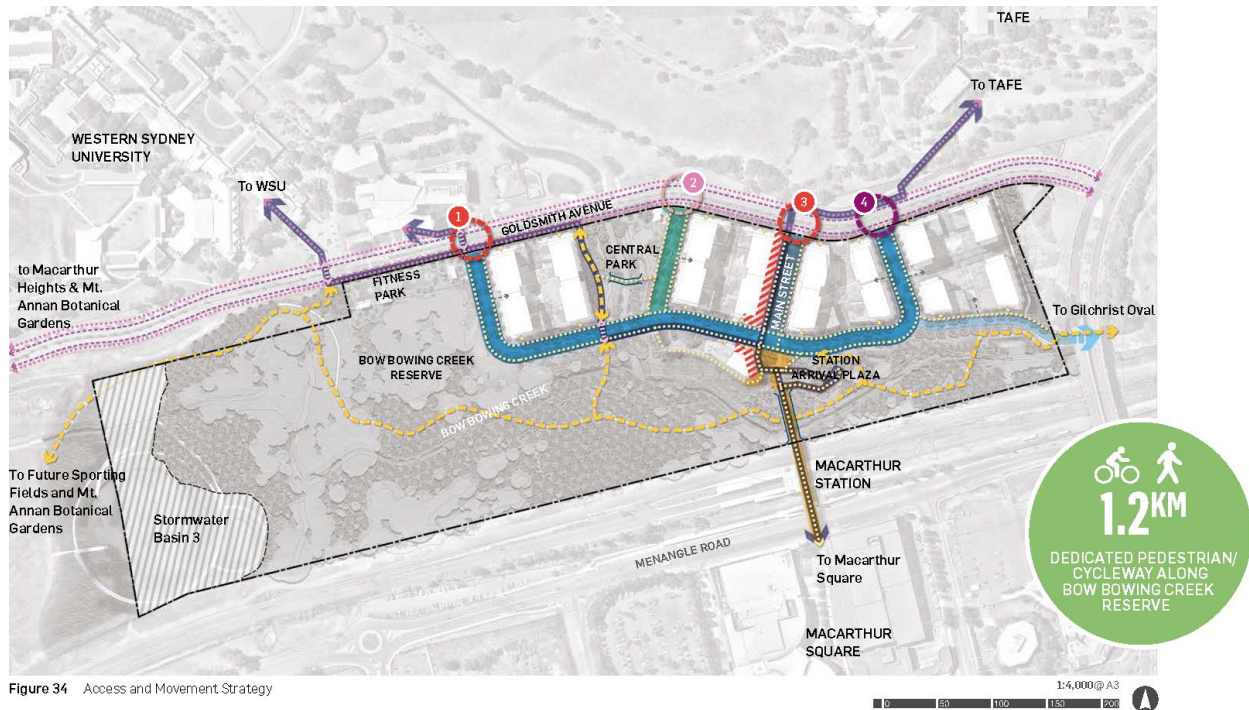 TAFE
To TAFE
WESTERN SYDNEY
UNIVERSITY
To WSU
1
GOLDSMITH AVENUE
2
3
4
CENTRAL
PARK
MAIN STREET
FITNESS
PARK
to Macarthur
Heights & Mt.
Annan Botanical
Gardens
To Gilchrist Oval
BOW BOWING CREEK
RESERVE
STATION
ARRIVAL PLAZA
BOW BOWING CREEK
To Future Sporting
Fields and Mt.
Annan Botanical
Gardens
Stormwater
Basin 3
MACARTHUR
STATION
MENANGLE ROAD
To Macarthur
Square
MACARTHUR
SQUARE
1.2KM
DEDICATED PEDESTRIAN/
CYCLEWAY ALONG
BOW BOWING CREEK
RESERVE
Figure 34 Access and Movement Strategy
1:4,000@ A3
0 50 100 150 200